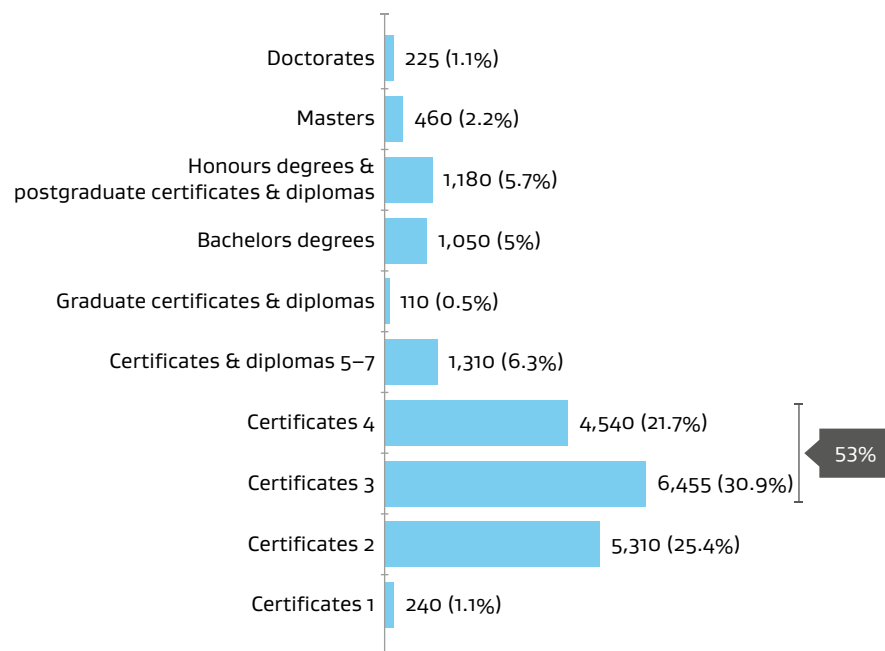 Doctorates 225 (1.1%)
Masters 460 (2.2%)
Honours degrees &
postgraduate certificates & diplomas 1,180 (5.7%)
Bachelors degrees 1,050 (5%)
Graduate certificates & diplomas 110 (0.5%)
Certificates & diplomas 5–7 1,310 (6.3%)
Certificates 4 4,540 (21.7%)
53%
Certificates 3 6,455 (30.9%)
Certificates 2 5,310 (25.4%)
Certificates 1 240 (1.1%)